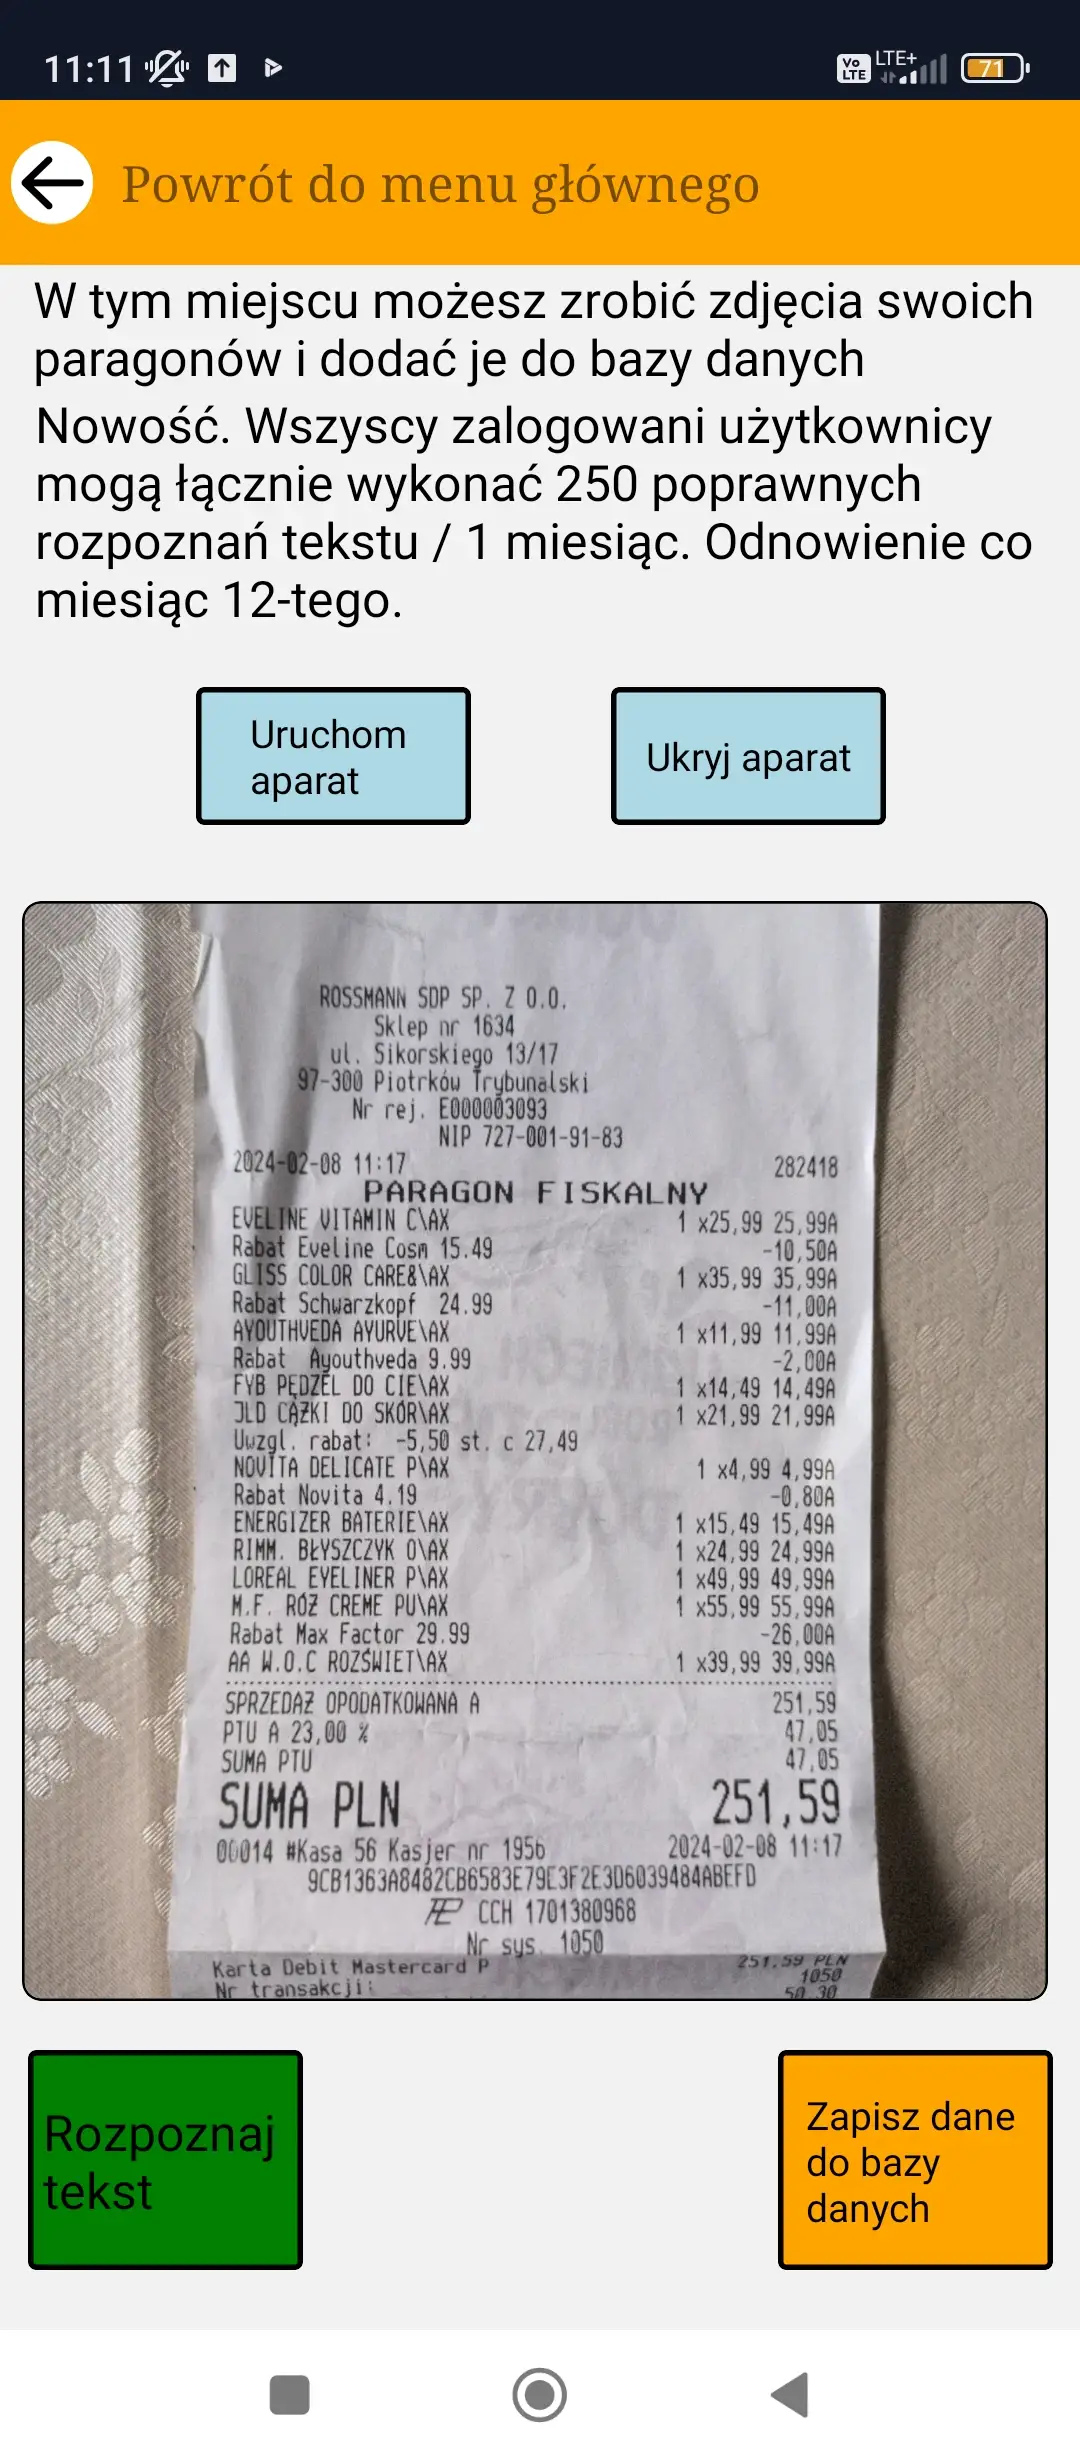 11:11
Vo LTE LTE+ 71
Powrót do menu głównego
W tym miejscu możesz zrobić zdjęcia swoich
paragonów i dodać je do bazy danych
Nowość. Wszyscy zalogowani użytkownicy
mogą łącznie wykonać 250 poprawnych
rozpoznań tekstu / 1 miesiąc. Odnowienie co
miesiąc 12-tego.
Uruchom
aparat
Ukryj aparat
ROSSMANN SDP SP. Z O.O.
Sklep nr 1634
ul. Sikorskiego 13/17
97-300 Piotrków Trybunalski
Nr rej. E000003093
NIP 727-001-91-83
2024-02-08 11:17 282418
PARAGON FISKALNY
EVELINE VITAMIN C\AX 1 x25,99 25,99A
Rabat Eveline Cosm 15.49 -10,50A
GLISS COLOR CARE&\AX 1 x35,99 35,99A
Rabat Schwarzkopf 24.99 -11,00A
AYOUTHVEDA AYURVE\AX 1 x11,99 11,99A
Rabat Ayouthveda 9.99 -2,00A
FYB PĘDZEL DO CIE\AX 1 x14,49 14,49A
JLD CĄŻKI DO SKÓR\AX 1 x21,99 21,99A
Uwzgl. rabat: -5,50 st. c 27,49
NOVITA DELICATE P\AX 1 x4,99 4,99A
Rabat Novita 4.19 -0,80A
ENERGIZER BATERIE\AX 1 x15,49 15,49A
RIMM. BŁYSZCZYK O\AX 1 x24,99 24,99A
LOREAL EYELINER P\AX 1 x49,99 49,99A
M.F. RÓŻ CREME PU\AX 1 x55,99 55,99A
Rabat Max Factor 29.99 -26,00A
AA W.O.C ROZŚWIET\AX 1 x39,99 39,99A
SPRZEDAŻ OPODATKOWANA A 251,59
PTU A 23,00 % 47,05
SUMA PTU 47,05
SUMA PLN 251,59
00014 #Kasa 56 Kasjer nr 1956 2024-02-08 11:17
9CB1363A8482CB6583E79E3F2E3D6039484ABEFD
CCH 1701380968
Nr sys. 1050
Karta Debit Mastercard P 251.59 PLN
Nr transakcji: 1050
50 30
Rozpoznaj
tekst
Zapisz dane
do bazy
danych